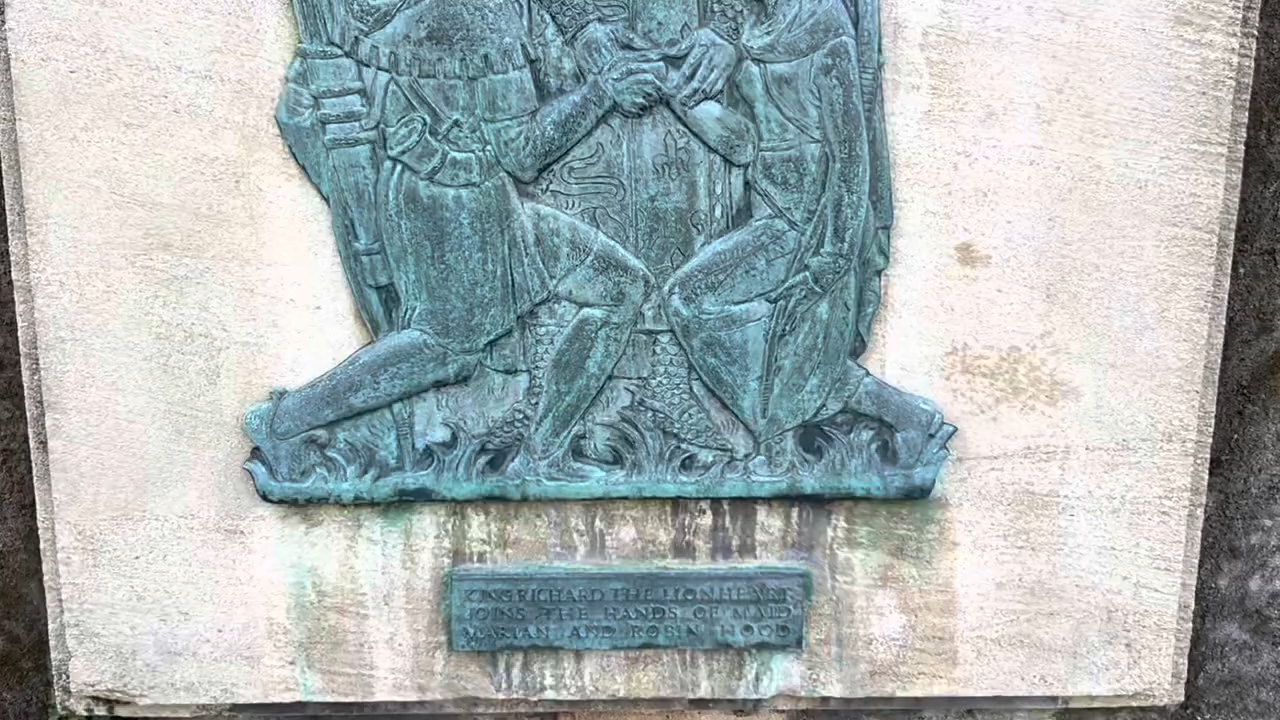 KING RICHARD THE LIONHEART
JOINS THE HANDS OF MAID
MARIAN AND ROBIN HOOD